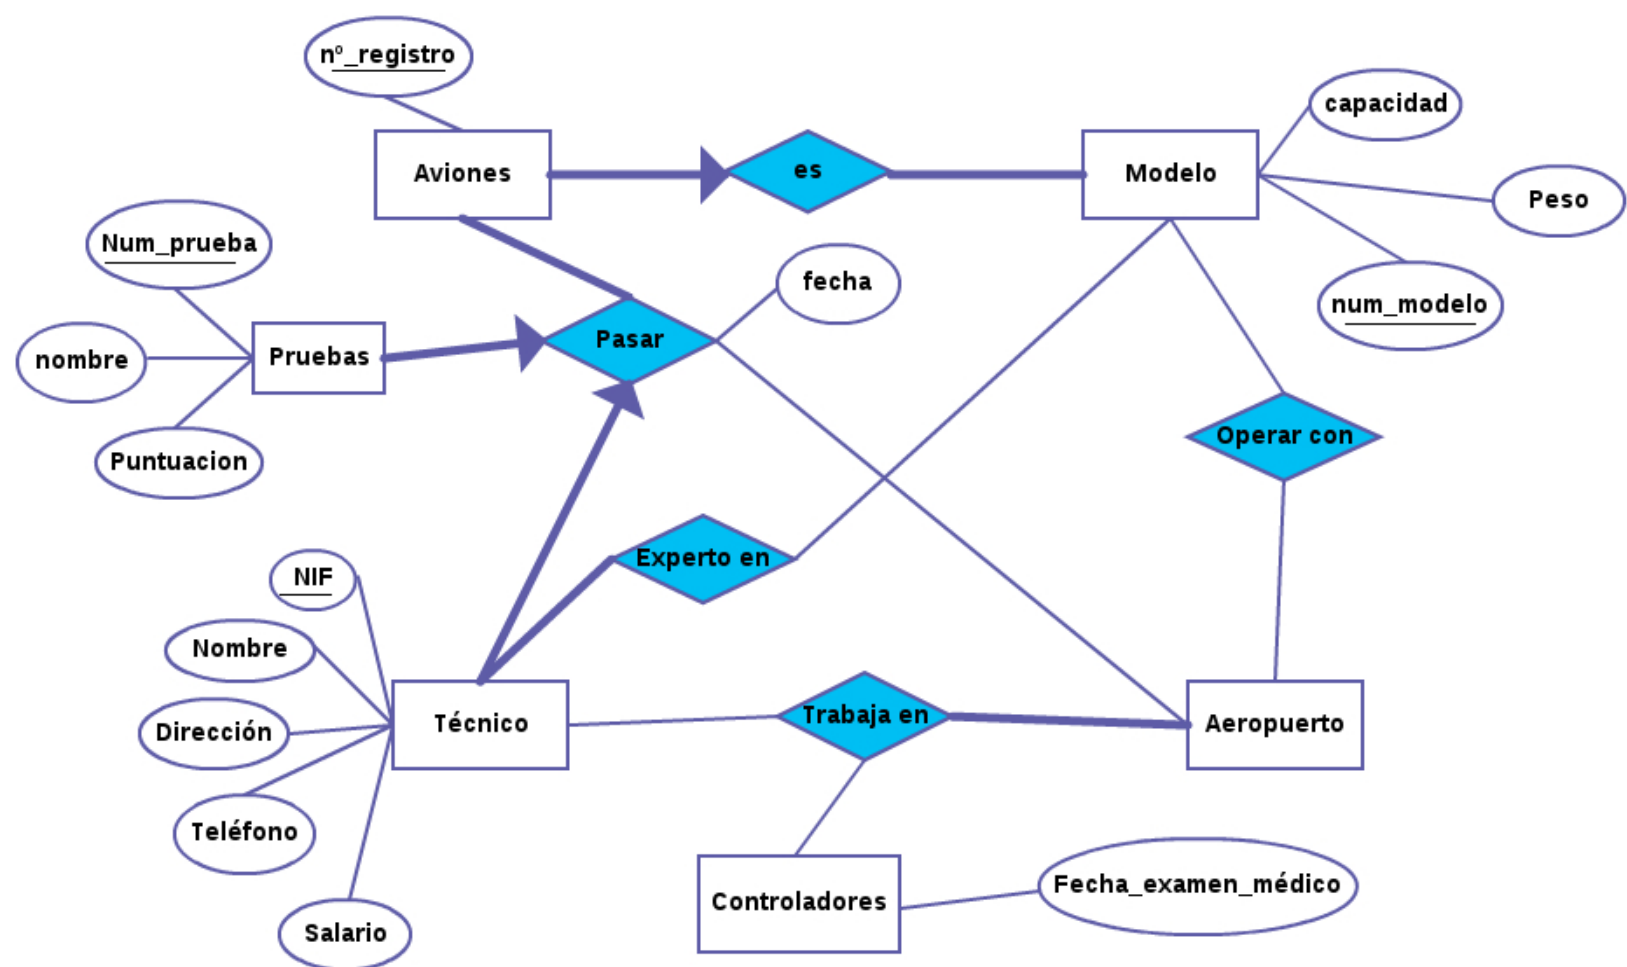 nº_registro
capacidad
Aviones
es
Modelo
Peso
Num_prueba
fecha
num_modelo
Pasar
nombre
Pruebas
Operar con
Puntuacion
Experto en
NIF
Nombre
Dirección
Técnico
Trabaja en
Aeropuerto
Teléfono
Fecha_examen_médico
Controladores
Salario